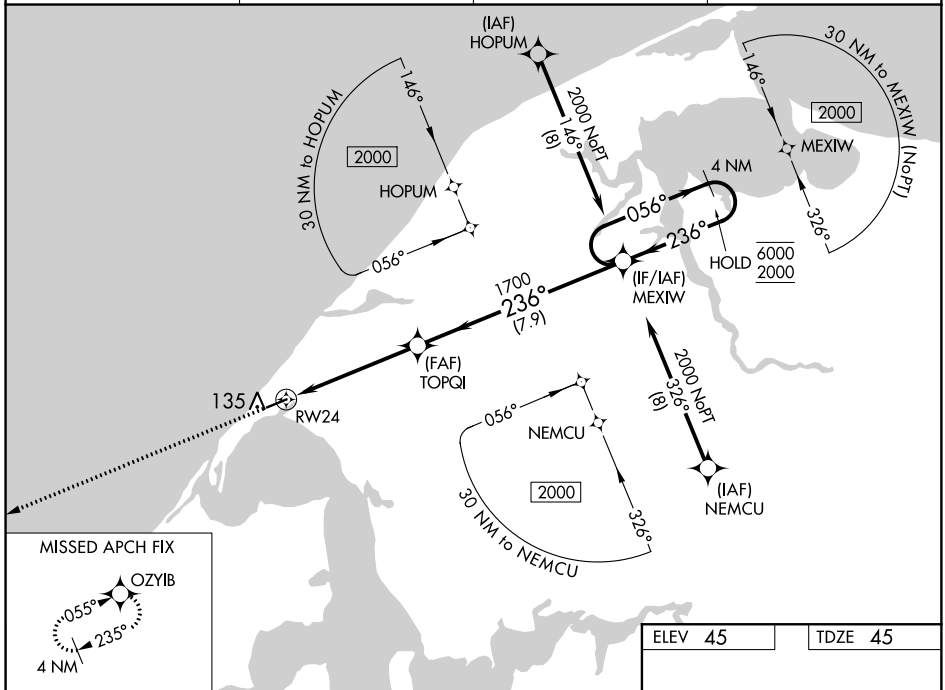 (IAF)
HOPUM
2000 NoPT
146°
(8)
30 NM to HOPUM
146°
2000
HOPUM
056°
30 NM to MEXIW (NoPT)
146°
2000
MEXIW
326°
4 NM
056°
236°
HOLD
6000
2000
(IF/IAF)
MEXIW
1700
236°
(7.9)
(FAF)
TOPQI
135
RW24
2000 NoPT
326°
(8)
(IAF)
NEMCU
056°
NEMCU
2000
326°
30 NM to NEMCU
MISSED APCH FIX
OZYIB
055°
235°
4 NM
ELEV 45
TDZE 45